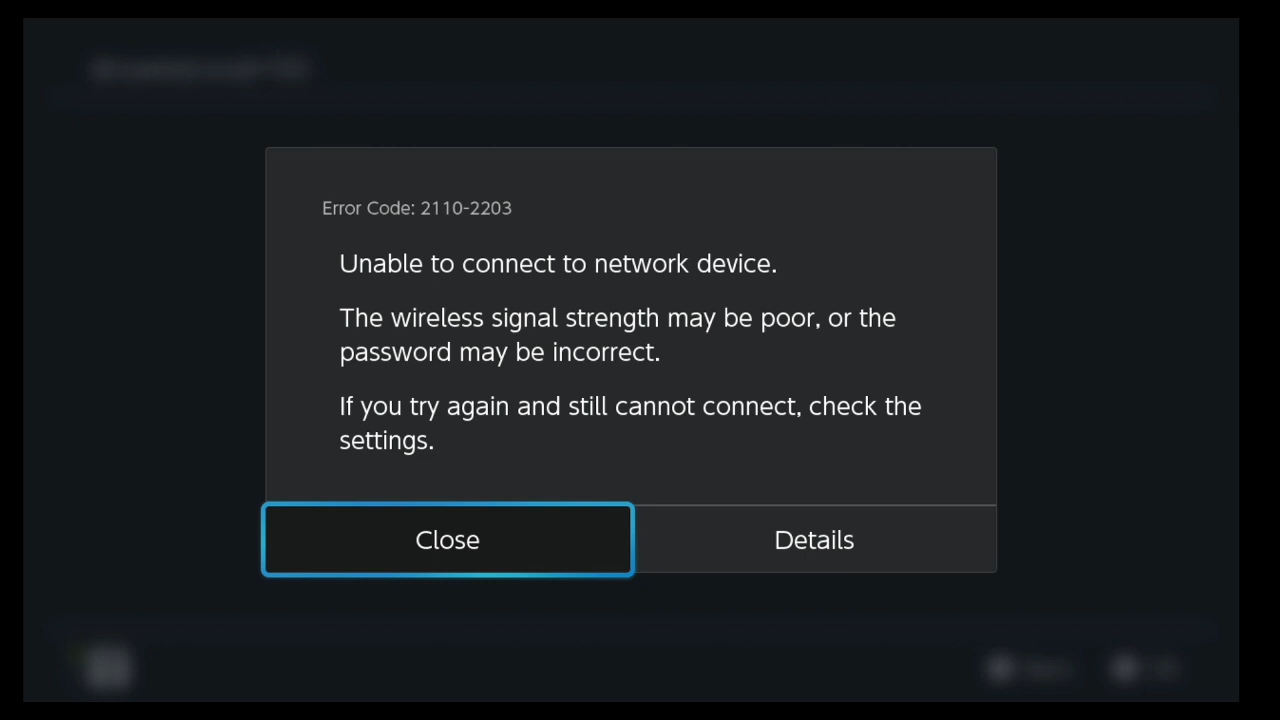 Error Code: 2110-2203
Unable to connect to network device.
The wireless signal strength may be poor, or the
password may be incorrect.
If you try again and still cannot connect, check the
settings.
Close
Details